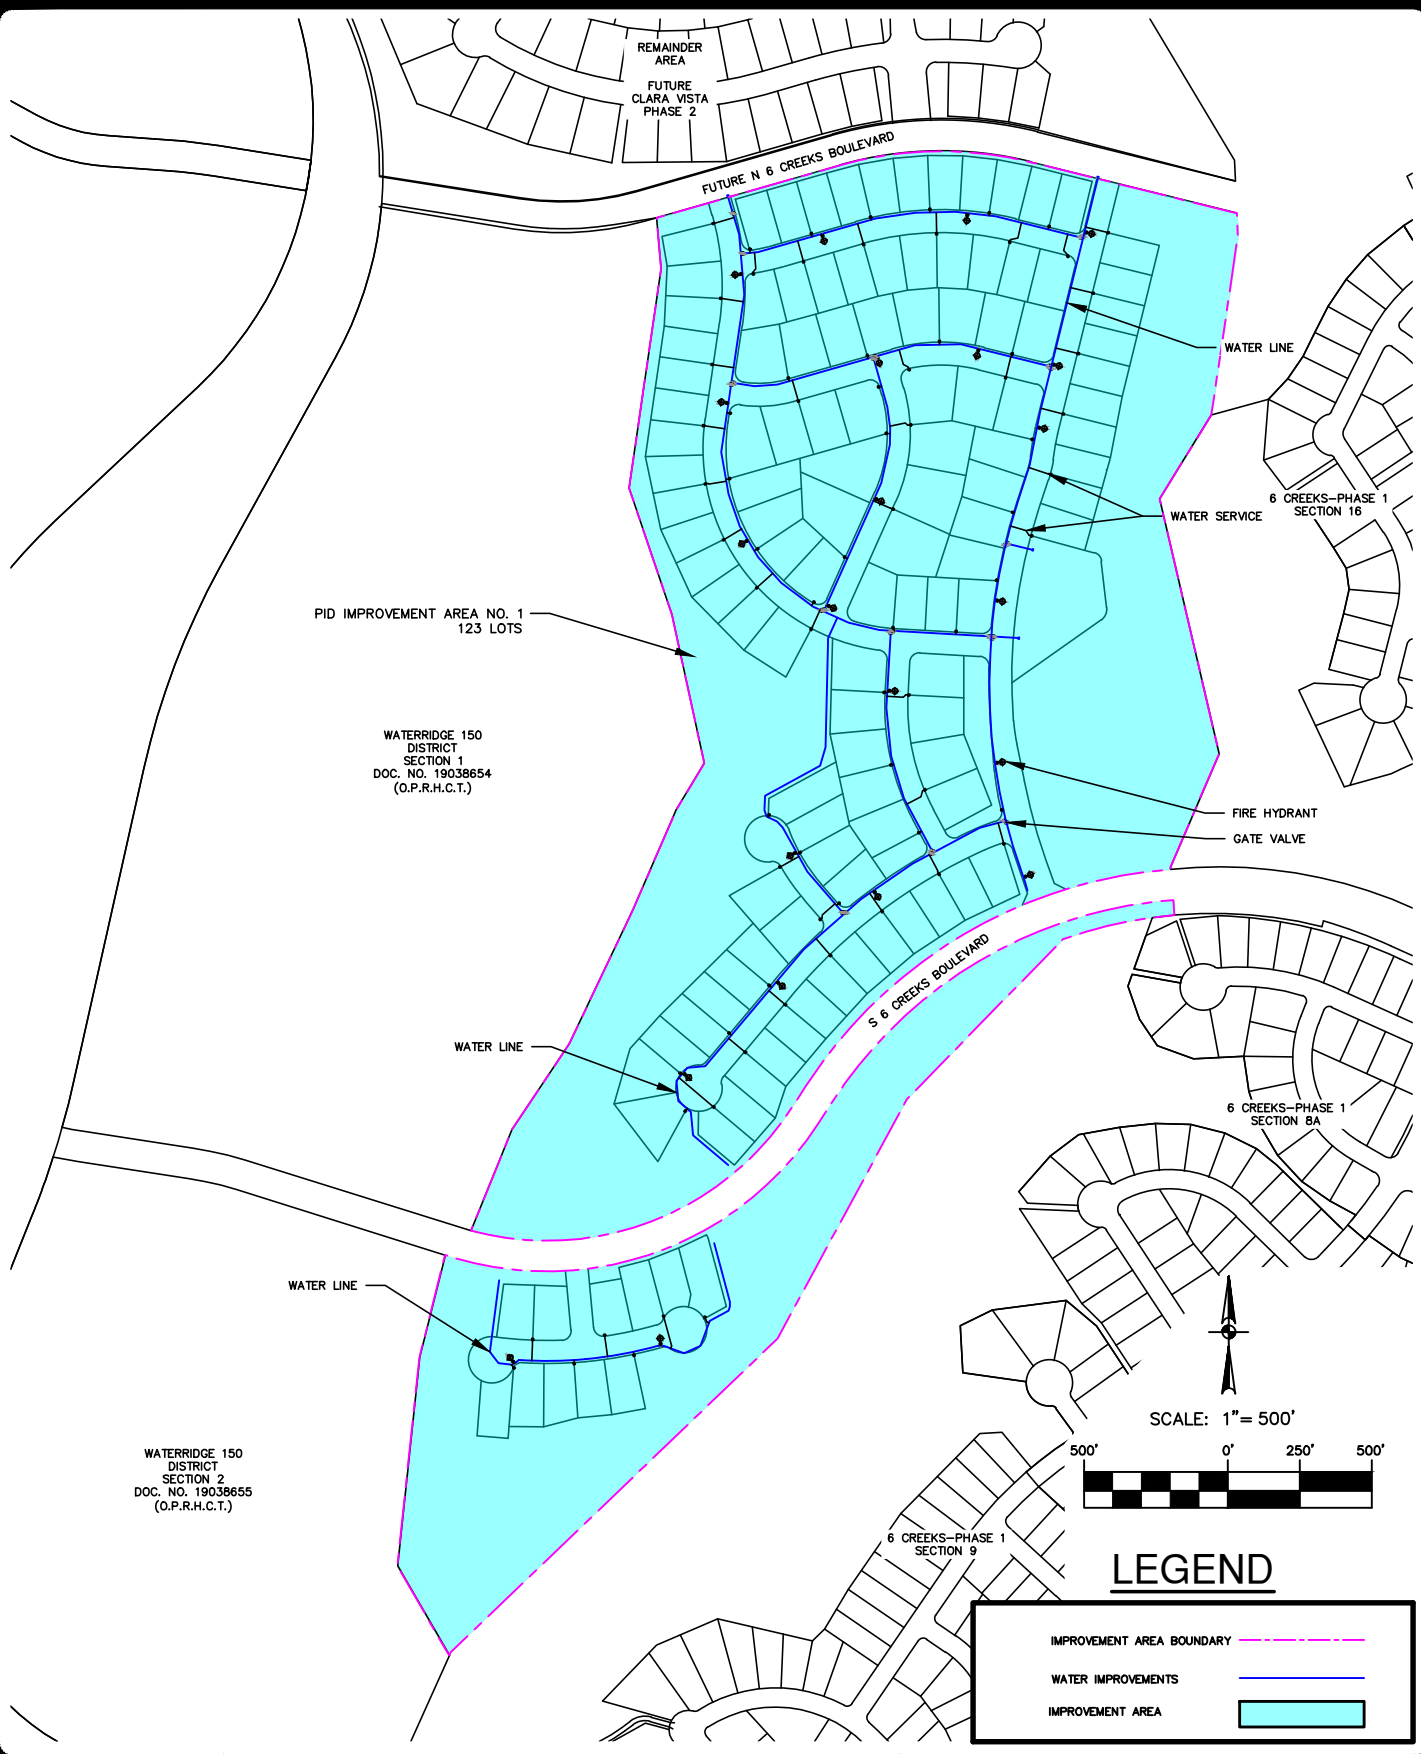 REMAINDER
AREA
FUTURE
CLARA VISTA
PHASE 2
FUTURE N 6 CREEKS BOULEVARD
WATER LINE
6 CREEKS-PHASE 1
SECTION 16
WATER SERVICE
PID IMPROVEMENT AREA NO. 1
123 LOTS
WATERRIDGE 150
DISTRICT
SECTION 1
DOC. NO. 19038654
(O.P.R.H.C.T.)
FIRE HYDRANT
GATE VALVE
S 6 CREEKS BOULEVARD
WATER LINE
6 CREEKS-PHASE 1
SECTION 8A
WATER LINE
SCALE: 1"= 500'
500' 0' 250' 500'
WATERRIDGE 150
DISTRICT
SECTION 2
DOC. NO. 19038655
(O.P.R.H.C.T.)
6 CREEKS-PHASE 1
SECTION 9
LEGEND
IMPROVEMENT AREA BOUNDARY
WATER IMPROVEMENTS
IMPROVEMENT AREA